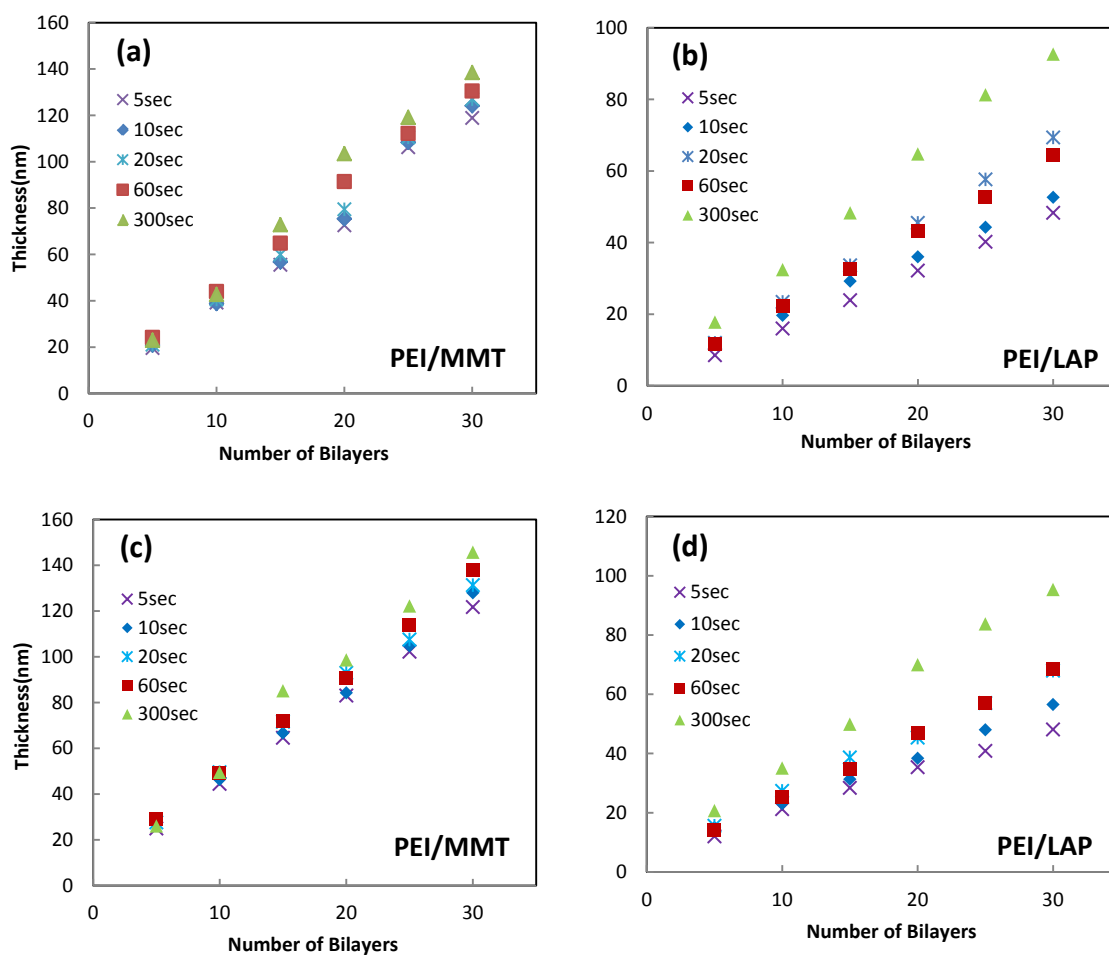 (a)
160
140
120
100
80
60
40
20
0
Thickness(nm)
5sec
10sec
20sec
60sec
300sec
PEI/MMT
0 10 20 30
Number of Bilayers
(b)
100
80
60
40
20
0
5sec
10sec
20sec
60sec
300sec
PEI/LAP
0 10 20 30
Number of Bilayers
(c)
160
140
120
100
80
60
40
20
0
Thickness(nm)
5sec
10sec
20sec
60sec
300sec
PEI/MMT
0 10 20 30
Number of Bilayers
(d)
120
100
80
60
40
20
0
5sec
10sec
20sec
60sec
300sec
PEI/LAP
0 10 20 30
Number of Bilayers